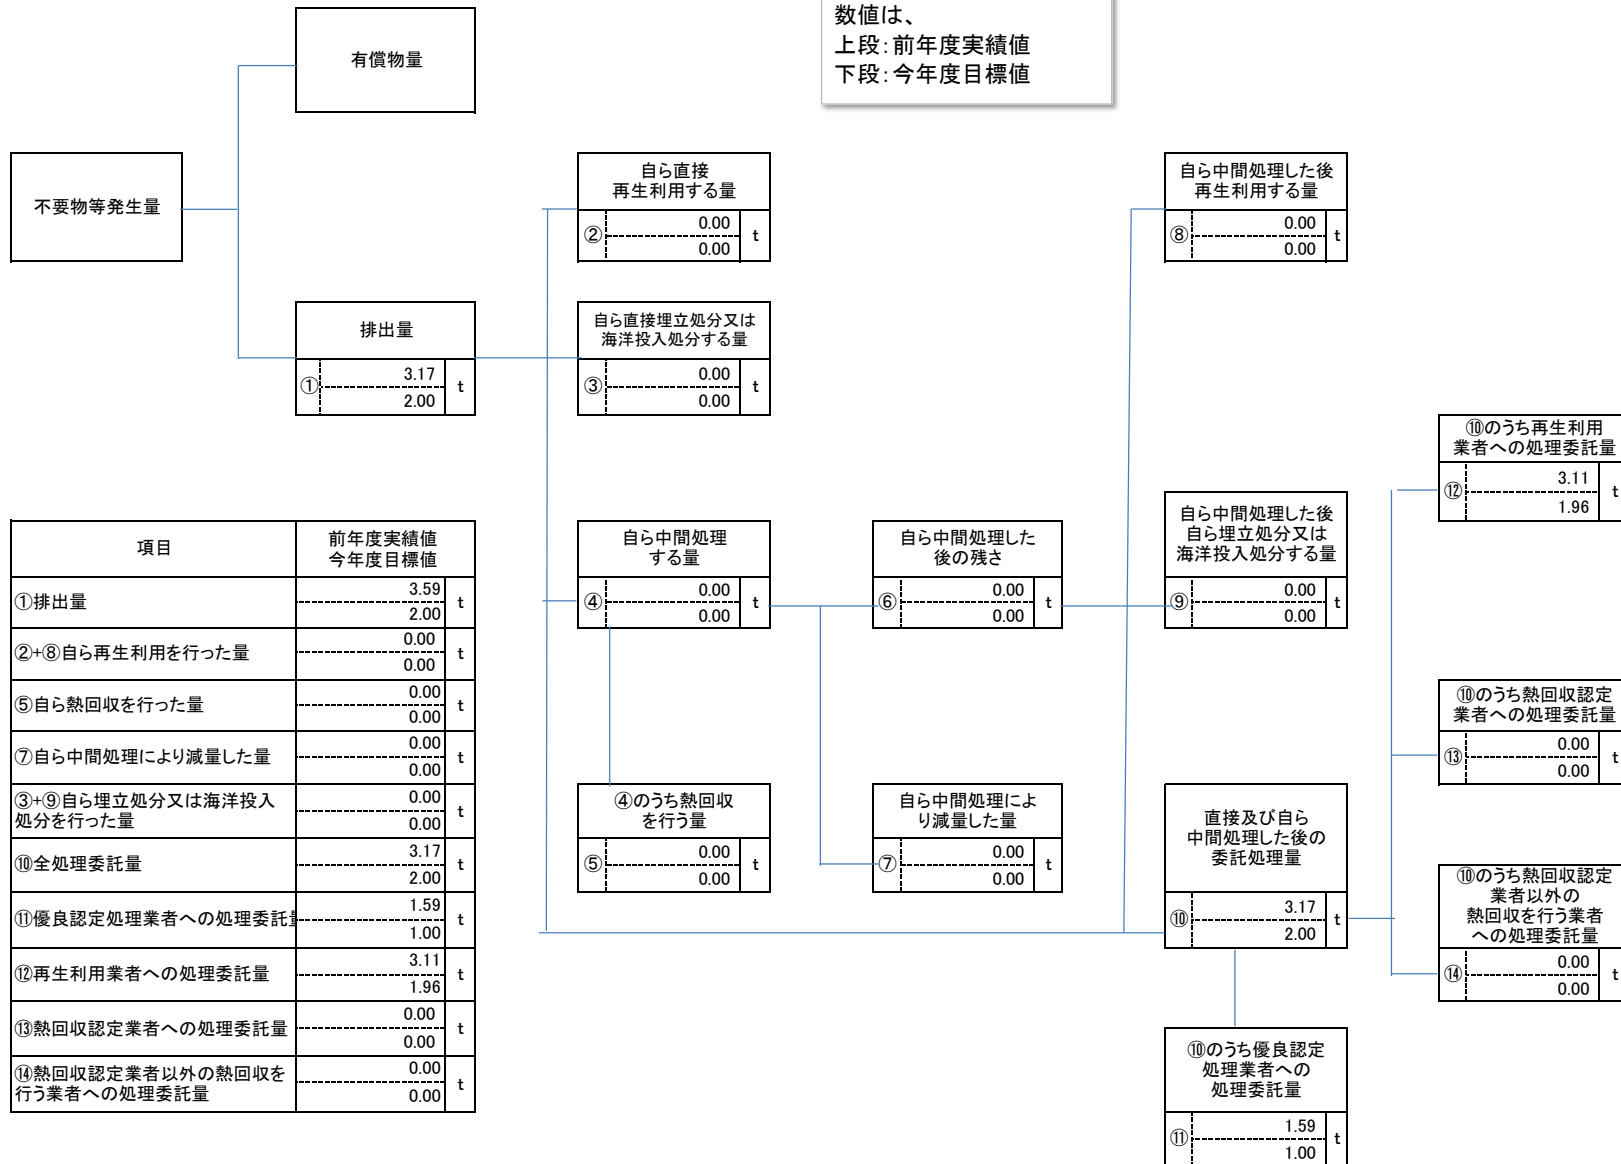 数値は、
上段：前年度実績値
下段：今年度目標値
有償物量
不要物等発生量
自ら直接
再生利用する量
② 0.00 t
0.00
自ら中間処理した後
再生利用する量
⑧ 0.00 t
0.00
排出量
① 3.17 t
2.00
自ら直接埋立処分又は
海洋投入処分する量
③ 0.00 t
0.00
⑩のうち再生利用
業者への処理委託量
⑫ 3.11 t
1.96
自ら中間処理
する量
④ 0.00 t
0.00
自ら中間処理した
後の残さ
⑥ 0.00 t
0.00
自ら中間処理した後
自ら埋立処分又は
海洋投入処分する量
⑨ 0.00 t
0.00
⑩のうち熱回収認定
業者への処理委託量
⑬ 0.00 t
0.00
④のうち熱回収
を行う量
⑤ 0.00 t
0.00
自ら中間処理によ
り減量した量
⑦ 0.00 t
0.00
直接及び自ら
中間処理した後の
委託処理量
⑩ 3.17 t
2.00
⑩のうち熱回収認定
業者以外の
熱回収を行う業者
への処理委託量
⑭ 0.00 t
0.00
⑩のうち優良認定
処理業者への
処理委託量
⑪ 1.59 t
1.00
項目 前年度実績値
今年度目標値
①排出量 3.59 t
2.00
②+⑧自ら再生利用を行った量 0.00 t
0.00
⑤自ら熱回収を行った量 0.00 t
0.00
⑦自ら中間処理により減量した量 0.00 t
0.00
③+⑨自ら埋立処分又は海洋投入
処分を行った量 0.00 t
0.00
⑩全処理委託量 3.17 t
2.00
⑪優良認定処理業者への処理委託 1.59 t
1.00
⑫再生利用業者への処理委託量 3.11 t
1.96
⑬熱回収認定業者への処理委託量 0.00 t
0.00
⑭熱回収認定業者以外の熱回収を
行う業者への処理委託量 0.00 t
0.00